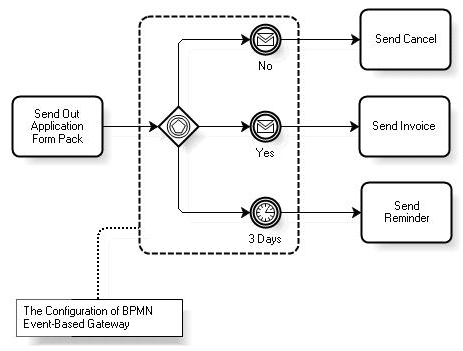 Send Cancel
No
Send Out
Application
Form Pack
Send Invoice
Yes
Send
Reminder
3 Days
The Configuration of BPMN
Event-Based Gateway